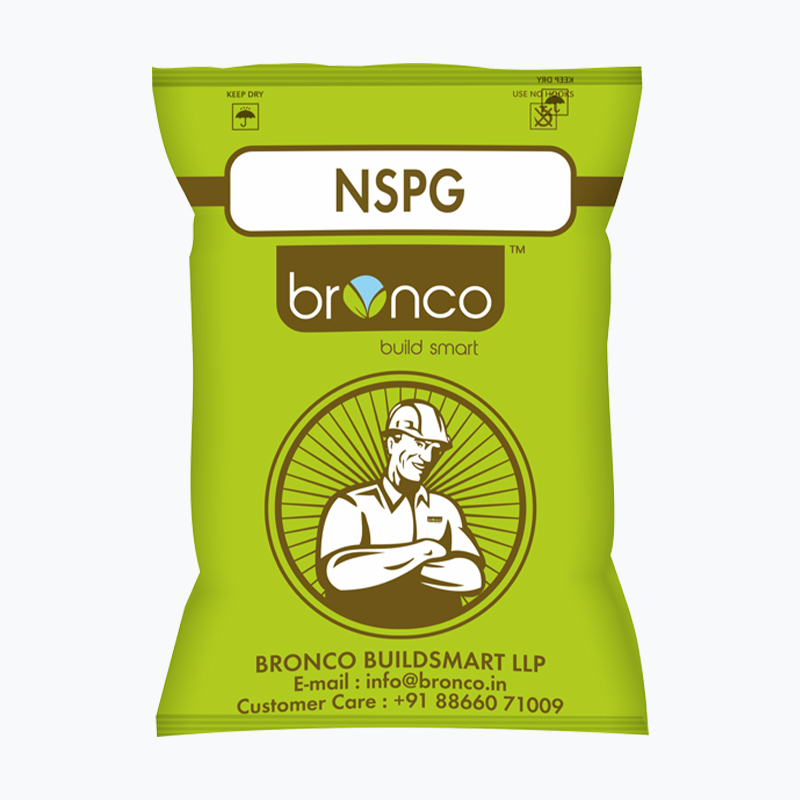 KEEP DRY
KEEP DRY
USE NO HOOKS
NSPG
bronco
TM
build smart
BRONCO BUILDSMART LLP
E-mail : info@bronco.in
Customer Care : +91 88660 71009